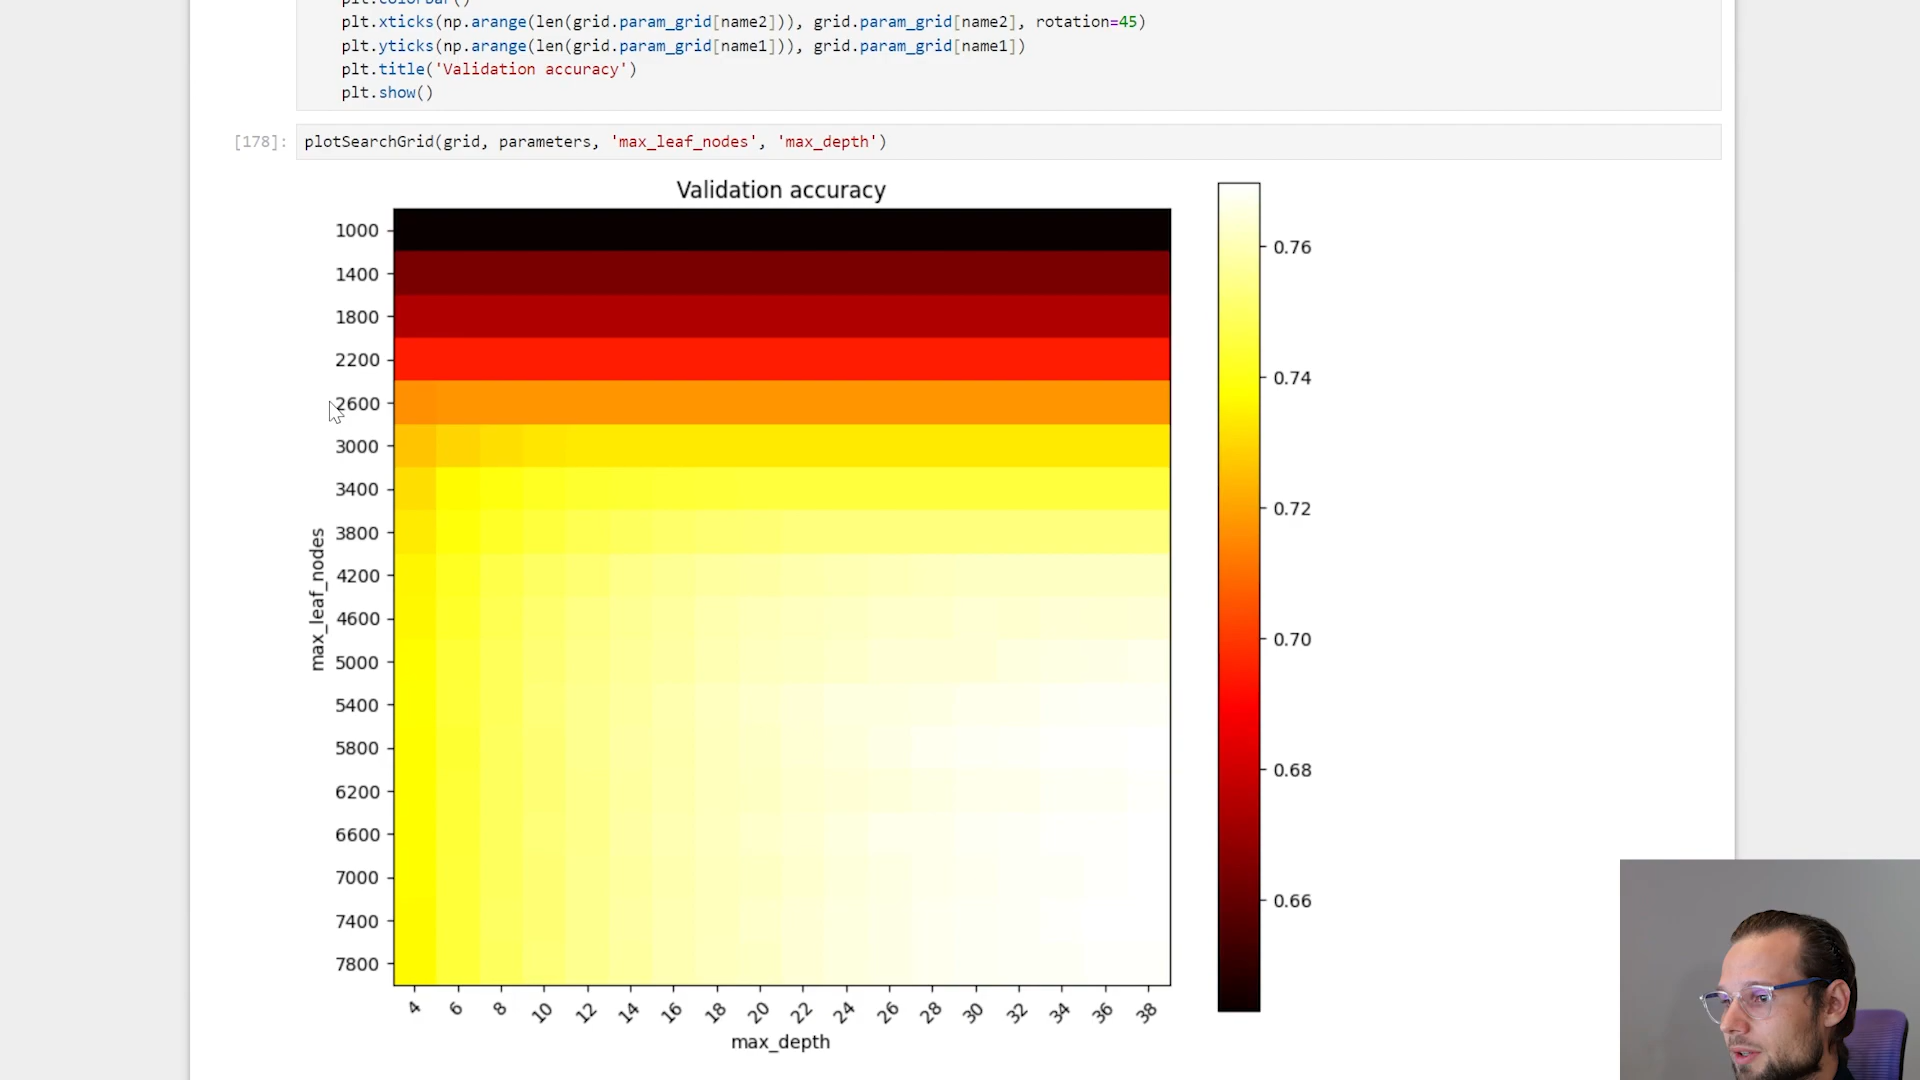 plt.colorbar()
plt.xticks(np.arange(len(grid.param_grid[name2])), grid.param_grid[name2], rotation=45)
plt.yticks(np.arange(len(grid.param_grid[name1])), grid.param_grid[name1])
plt.title('Validation accuracy')
plt.show()
[178]: plotSearchGrid(grid, parameters, 'max_leaf_nodes', 'max_depth')
Validation accuracy
max_leaf_nodes
1000
1400
1800
2200
2600
3000
3400
3800
4200
4600
5000
5400
5800
6200
6600
7000
7400
7800
4 6 8 10 12 14 16 18 20 22 24 26 28 30 32 34 36 38
max_depth
0.76
0.74
0.72
0.70
0.68
0.66